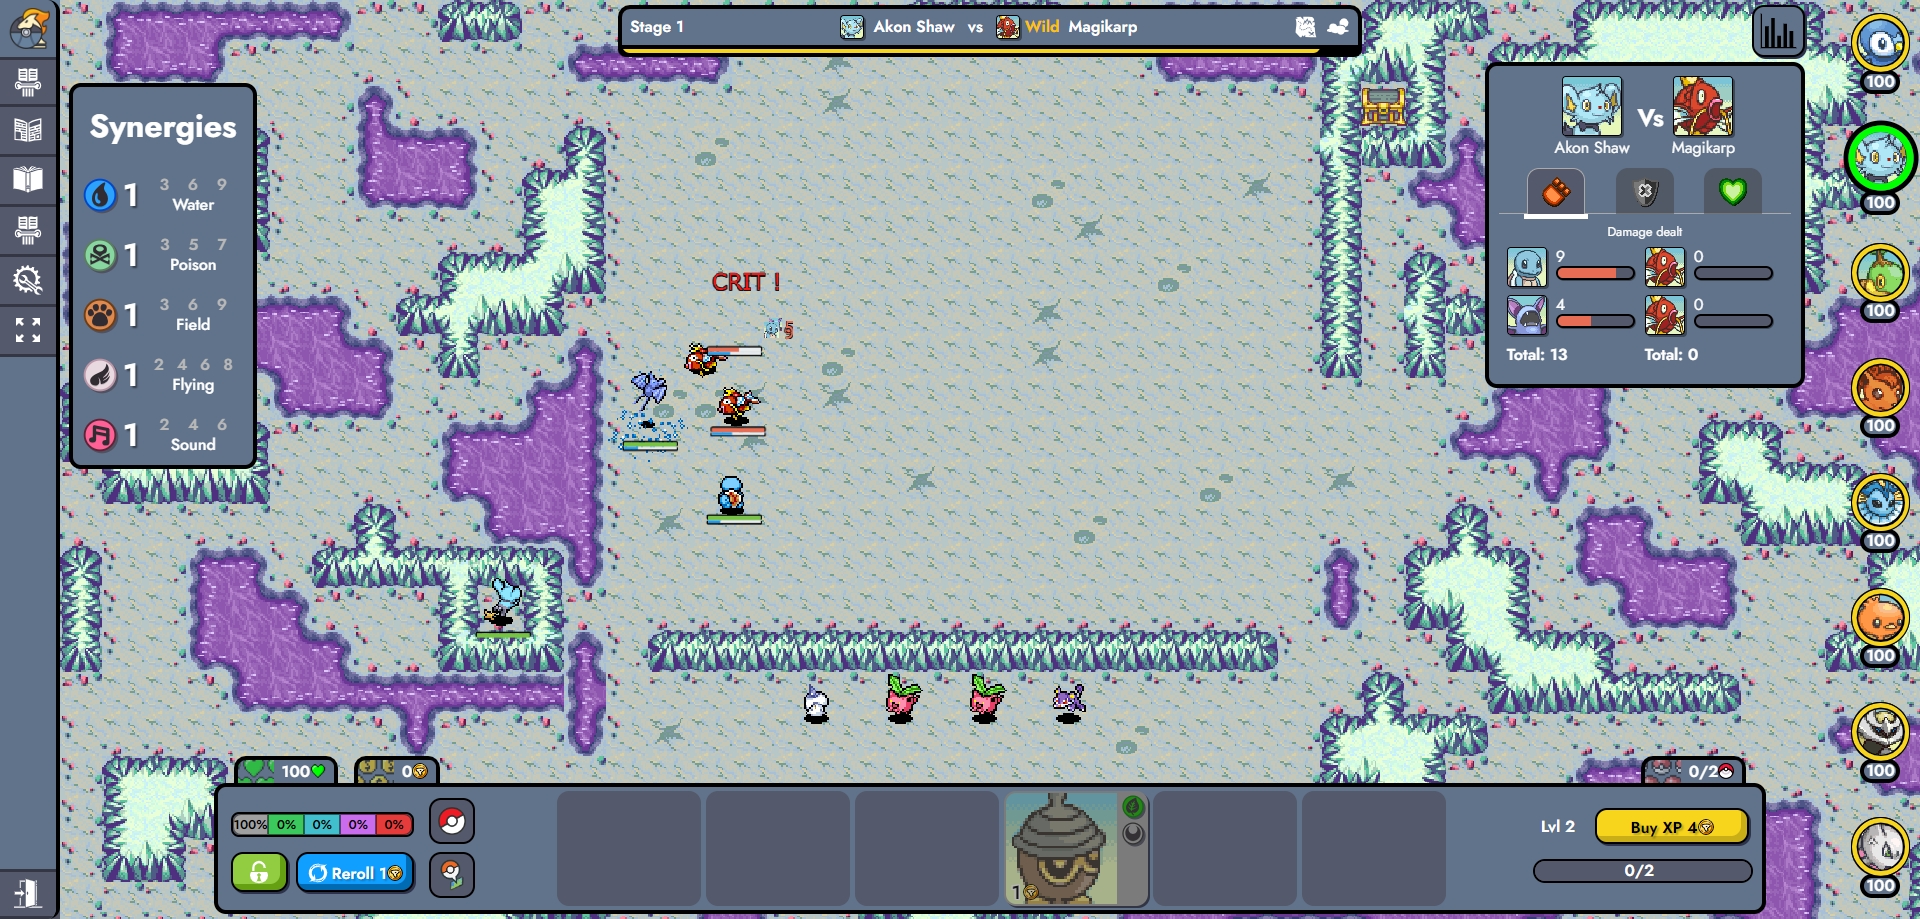 Stage 1
Akon Shaw vs Wild Magikarp
Synergies
1
3 6 9
Water
1
3 5 7
Poison
1
3 6 9
Field
1
2 4 6 8
Flying
1
2 4 6
Sound
CRIT !
5
Vs
Akon Shaw
Magikarp
Damage dealt
9
0
4
0
Total: 13
Total: 0
100
100
100
100
100
100
100
100
100
0
0/2
100% 0% 0% 0% 0%
Reroll 1
1
Lvl 2
Buy XP 4
0/2